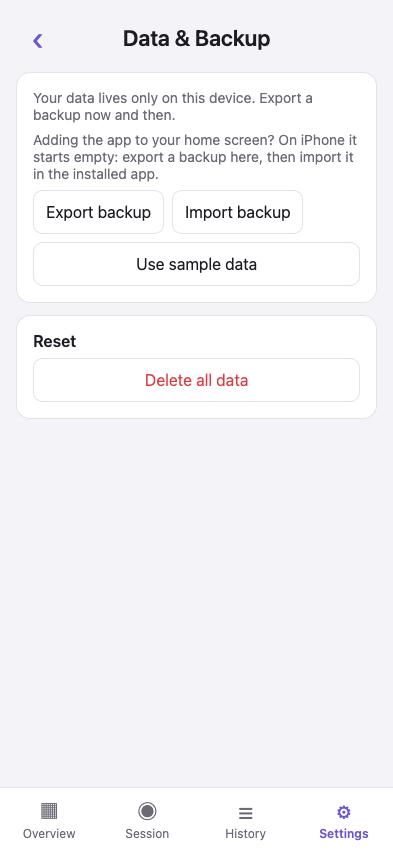 Data & Backup
Your data lives only on this device. Export a
backup now and then.
Adding the app to your home screen? On iPhone it
starts empty: export a backup here, then import it
in the installed app.
Export backup
Import backup
Use sample data
Reset
Delete all data
Overview
Session
History
Settings